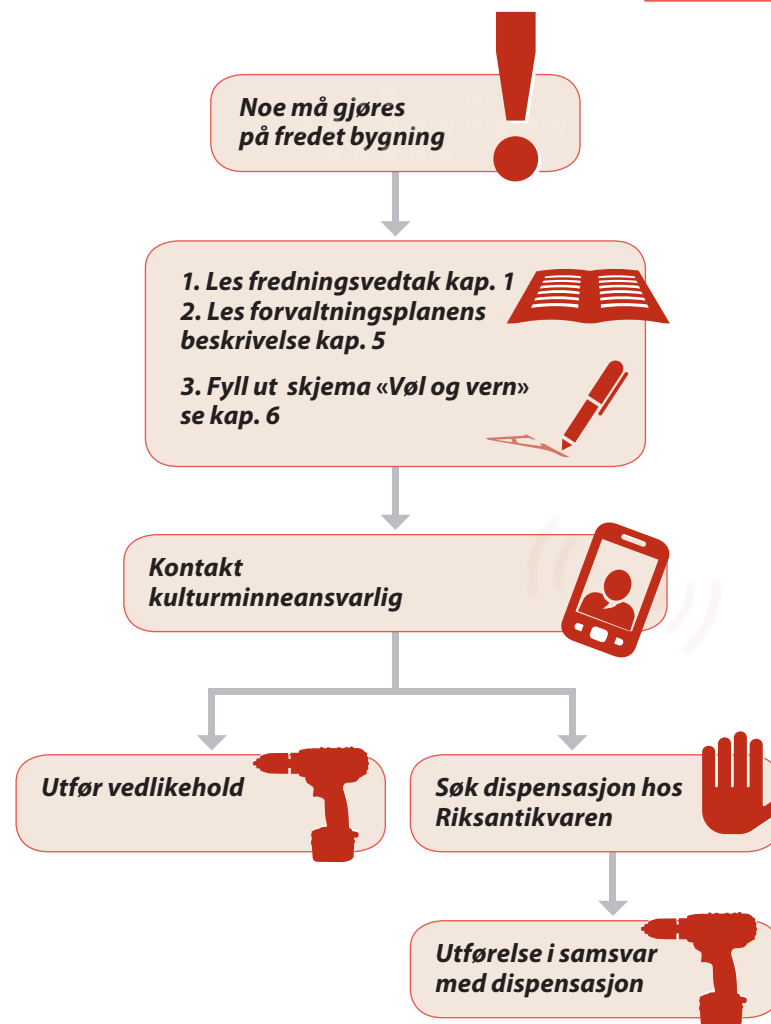 Noe må gjøres
på fredet bygning
1. Les fredningsvedtak kap. 1
2. Les forvaltningsplanens
beskrivelse kap. 5
3. Fyll ut skjema «Vøl og vern»
se kap. 6
Kontakt
kulturminneansvarlig
Utfør vedlikehold
Søk dispensasjon hos
Riksantikvaren
Utførelse i samsvar
med dispensasjon